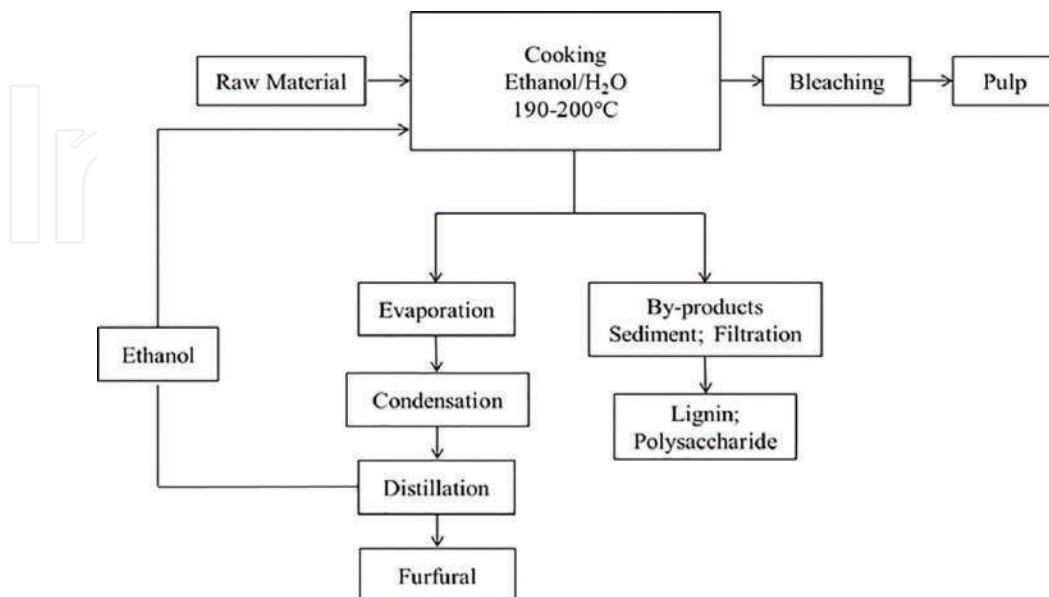 Cooking
Raw Material
Ethanol/H₂O
190-200°C
Bleaching
Pulp
Evaporation
By-products
Sediment; Filtration
Ethanol
Condensation
Lignin;
Polysaccharide
Distillation
Furfural